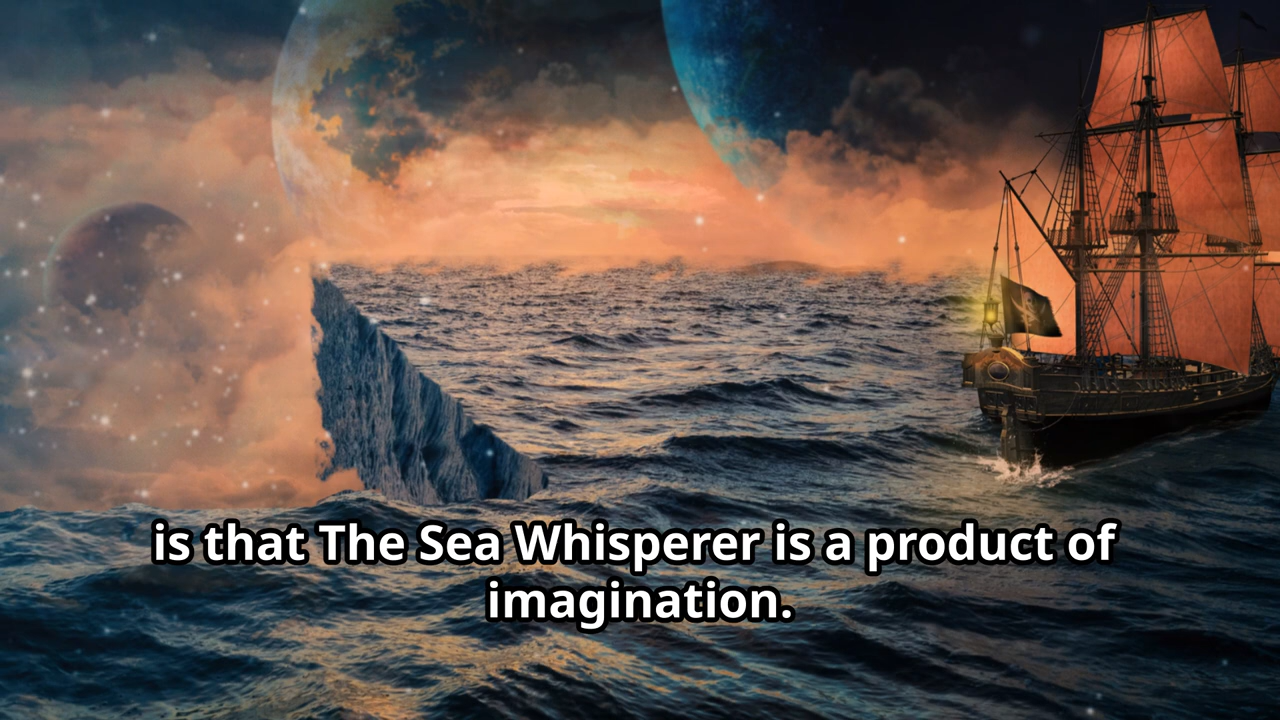 is that The Sea Whisperer is a product of
imagination.